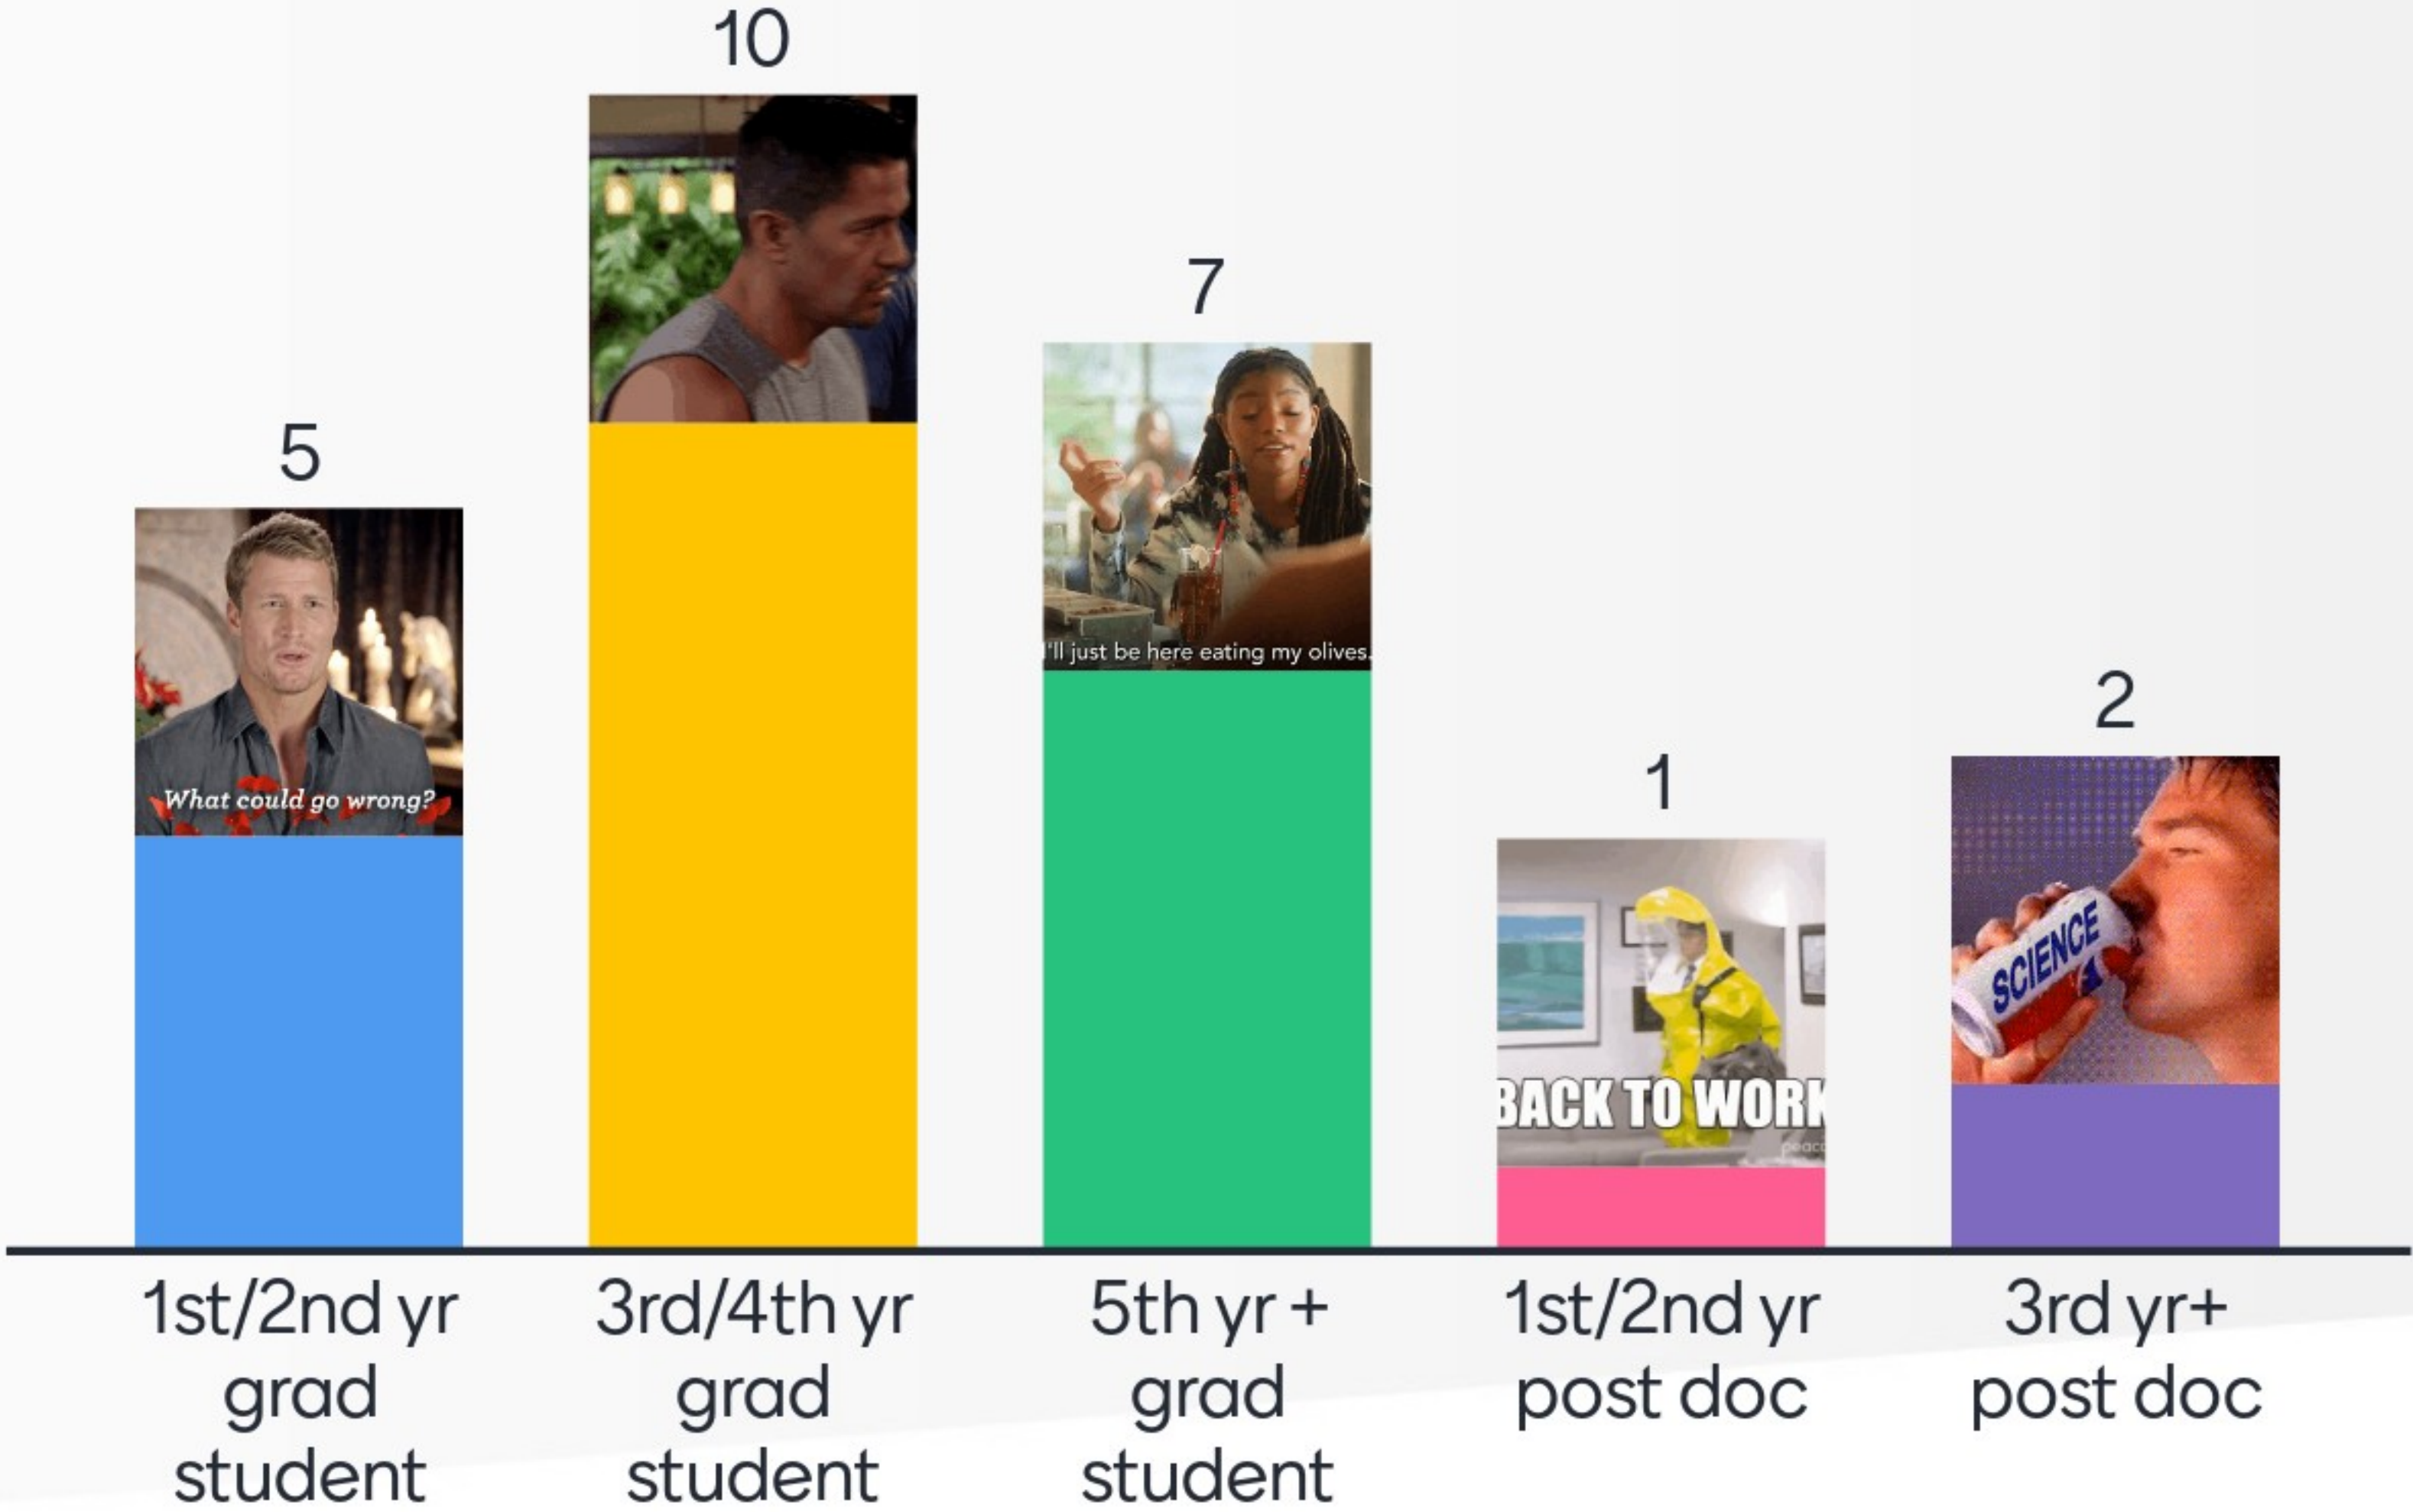 10
7
5
2
1
What could go wrong?
I'll just be here eating my olives.
BACK TO WORK
SCIENCE
1st/2nd yr
grad
student
3rd/4th yr
grad
student
5th yr +
grad
student
1st/2nd yr
post doc
3rd yr+
post doc